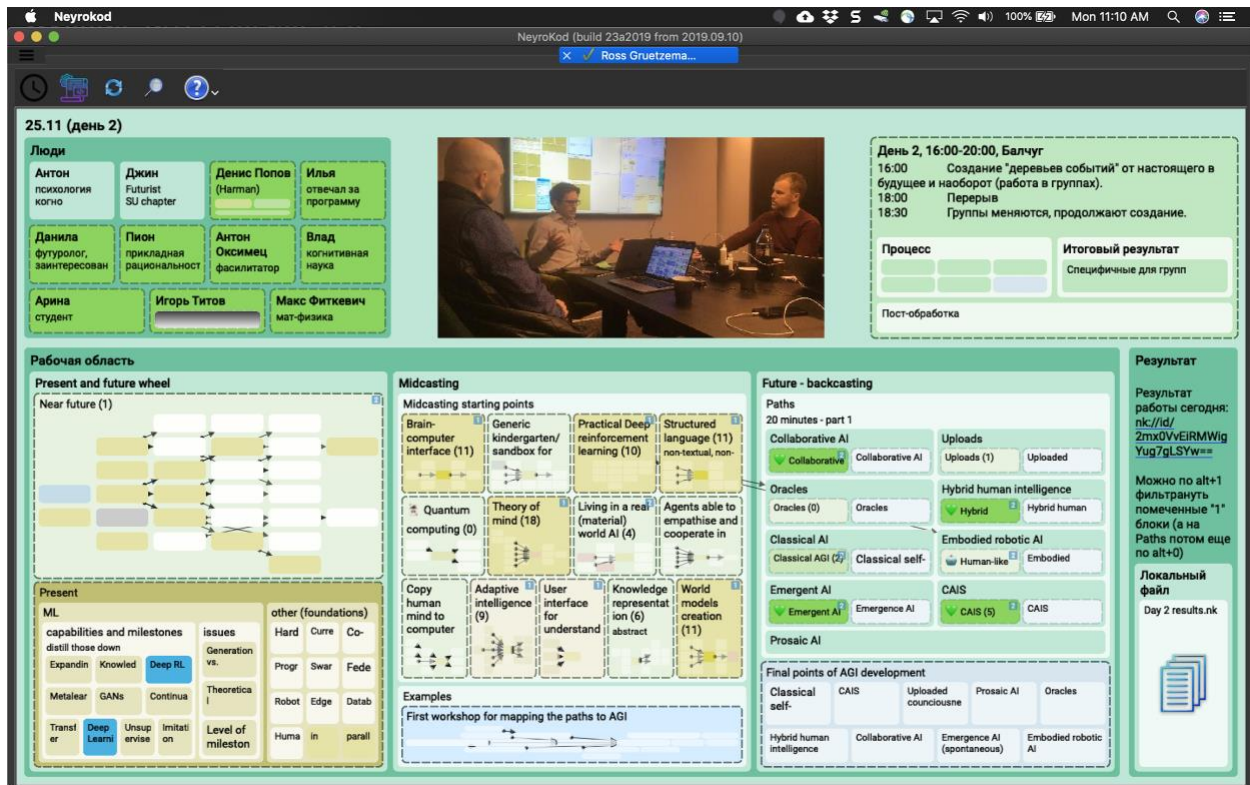 Neyrokod
100%
Mon 11:10 AM
NeyroKod (build 23a2019 from 2019.09.10)
Ross Gruetzema...
25.11 (день 2)
Люди
Антон
психология
когно
Джин
Futurist
SU chapter
Денис Попов
(Harman)
Илья
отвечал за
программу
Данила
футуролог,
заинтересован
Пион
прикладная
рациональност
Антон
Оксимец
фасилитатор
Влад
когнитивная
наука
Арина
студент
Игорь Титов
Макс Фиткевич
мат-физика
День 2, 16:00-20:00, Балчуг
16:00 Создание "деревьев событий" от настоящего в
будущее и наоборот (работа в группах).
18:00 Перерыв
18:30 Группы меняются, продолжают создание.
Процесс
Итоговый результат
Специфичные для групп
Пост-обработка
Рабочая область
Present and future wheel
Near future (1)
Present
ML
capabilities and milestones
distill those down
Expandin
Knowled
Deep RL
Metalear
GANs
Continua
Transf
er
Deep
Learni
Unsup
ervise
Imitati
on
issues
Generation
vs.
Theoretica
l
Level of
mileston
other (foundations)
Hard
Curre
Co-
Progr
Swar
Fede
Robot
Edge
Datab
Huma
in
parall
Midcasting
Midcasting starting points
Brain-
computer
interface (11)
Generic
kindergarten/
sandbox for
Practical Deep
reinforcement
learning (10)
Structured
language (11)
non-textual, non-
Quantum
computing (0)
Theory of
mind (18)
Living in a real
(material)
world AI (4)
Agents able to
empathise and
cooperate in
Copy
human
mind to
computer
Adaptive
intelligence
(9)
User
interface
for
understand
Knowledge
representat
ion (6)
abstract
World
models
creation
(11)
Examples
First workshop for mapping the paths to AGI
Future - backcasting
Paths
20 minutes - part 1
Collaborative AI
Collaborative
Collaborative AI
Uploads
Uploads (1)
Uploaded
Oracles
Oracles (0)
Oracles
Hybrid human intelligence
Hybrid
Hybrid human
Classical AI
Classical AGI (2)
Classical self-
Embodied robotic AI
Human-like
Embodied
Emergent AI
Emergent AI
Emergence AI
CAIS
CAIS (5)
CAIS
Prosaic AI
Final points of AGI development
Classical
self-
CAIS
Uploaded
counciousne
Prosaic AI
Oracles
Hybrid human
intelligence
Collaborative AI
Emergence AI
(spontaneous)
Embodied robotic
AI
Результат
Результат
работы сегодня:
nk://id/
2mx0VvEiRMWig
Yug7gLSYw==
Можно по alt+1
фильтрануть
помеченные "1"
блоки (а на
Paths потом еще
по alt+0)
Локальный
файл
Day 2 results.nk